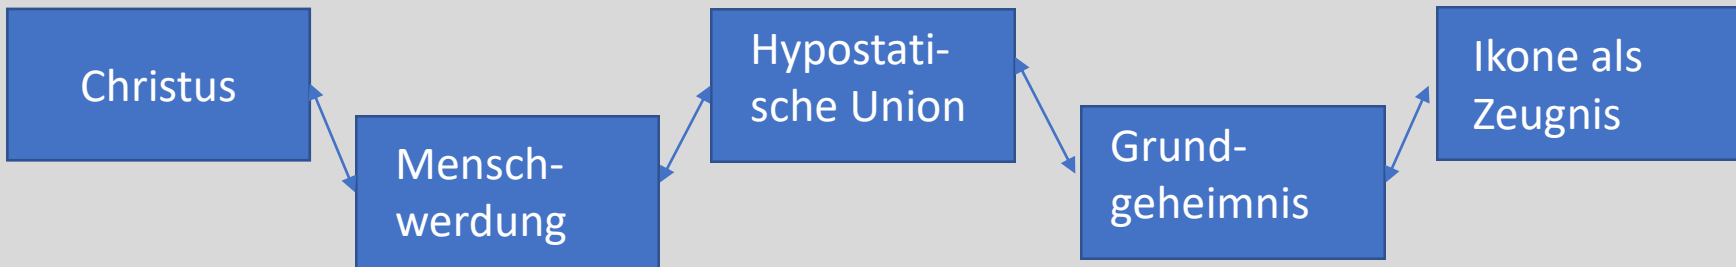 Christus
Mensch-
werdung
Hypostati-
sche Union
Grund-
geheimnis
Ikone als
Zeugnis